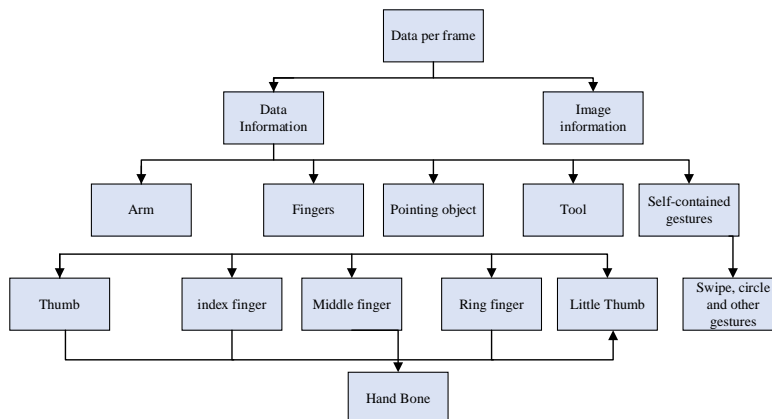 Data per frame
Data
Information
Image
information
Arm
Fingers
Pointing object
Tool
Self-contained
gestures
Thumb
index finger
Middle finger
Ring finger
Little Thumb
Swipe, circle
and other
gestures
Hand Bone